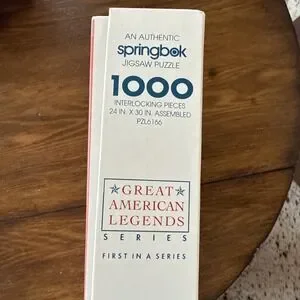 AN AUTHENTIC
springbok
JIGSAW PUZZLE
1000
INTERLOCKING PIECES
24 IN. X 30 IN. ASSEMBLED
PZL6166
GREAT
AMERICAN
LEGENDS
SERIES
FIRST IN A SERIES